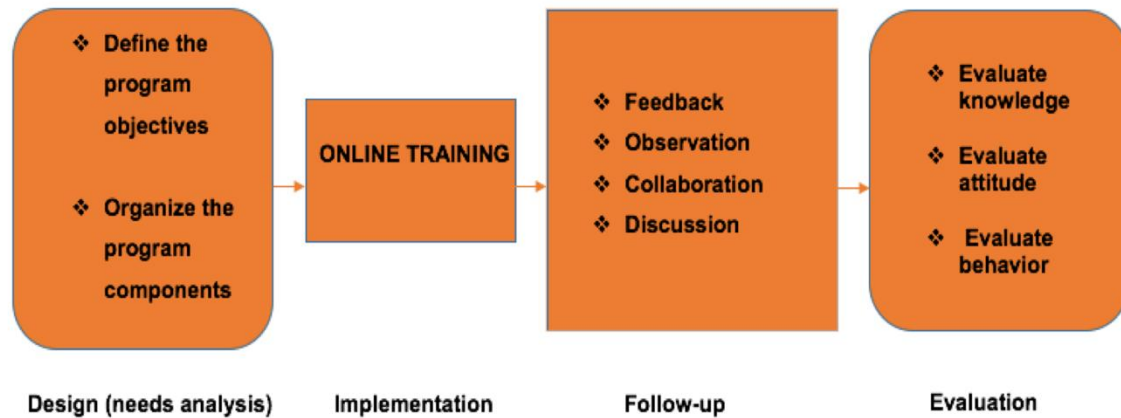 ❖ Define the
program
objectives
❖ Organize the
program
components
ONLINE TRAINING
❖ Feedback
❖ Observation
❖ Collaboration
❖ Discussion
❖ Evaluate
knowledge
❖ Evaluate
attitude
❖ Evaluate
behavior
Design (needs analysis)
Implementation
Follow-up
Evaluation